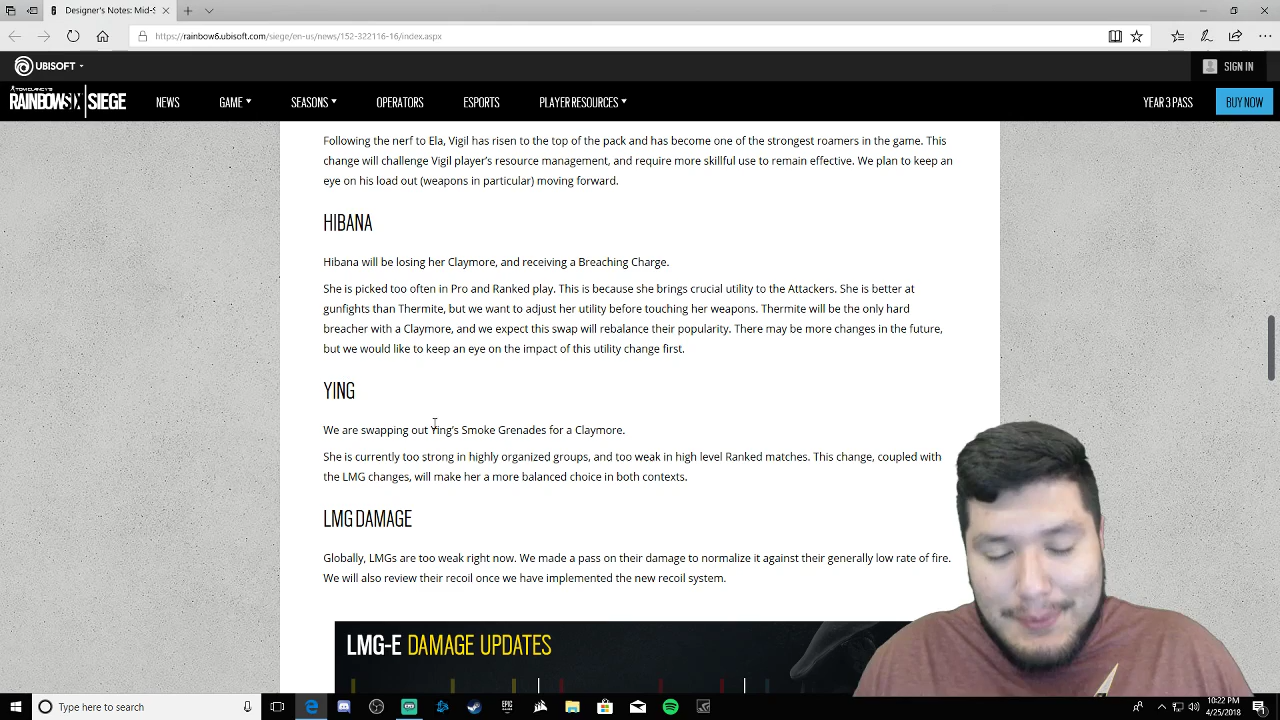 Designer's Notes: Mid-S
https://rainbow6.ubisoft.com/siege/en-us/news/152-322116-16/index.aspx
UBISOFT
SIGN IN
TOM CLANCY'S
RAINBOW SIX | SIEGE
NEWS
GAME
SEASONS
OPERATORS
ESPORTS
PLAYER RESOURCES
YEAR 3 PASS
BUY NOW
Following the nerf to Ela, Vigil has risen to the top of the pack and has become one of the strongest roamers in the game. This
change will challenge Vigil player's resource management, and require more skillful use to remain effective. We plan to keep an
eye on his load out (weapons in particular) moving forward.
HIBANA
Hibana will be losing her Claymore, and receiving a Breaching Charge.
She is picked too often in Pro and Ranked play. This is because she brings crucial utility to the Attackers. She is better at
gunfights than Thermite, but we want to adjust her utility before touching her weapons. Thermite will be the only hard
breacher with a Claymore, and we expect this swap will rebalance their popularity. There may be more changes in the future,
but we would like to keep an eye on the impact of this utility change first.
YING
We are swapping out Ying's Smoke Grenades for a Claymore.
She is currently too strong in highly organized groups, and too weak in high level Ranked matches. This change, coupled with
the LMG changes, will make her a more balanced choice in both contexts.
LMG DAMAGE
Globally, LMGs are too weak right now. We made a pass on their damage to normalize it against their generally low rate of fire.
We will also review their recoil once we have implemented the new recoil system.
LMG-E DAMAGE UPDATES
Type here to search
EPIC
10:22 PM
4/25/2018